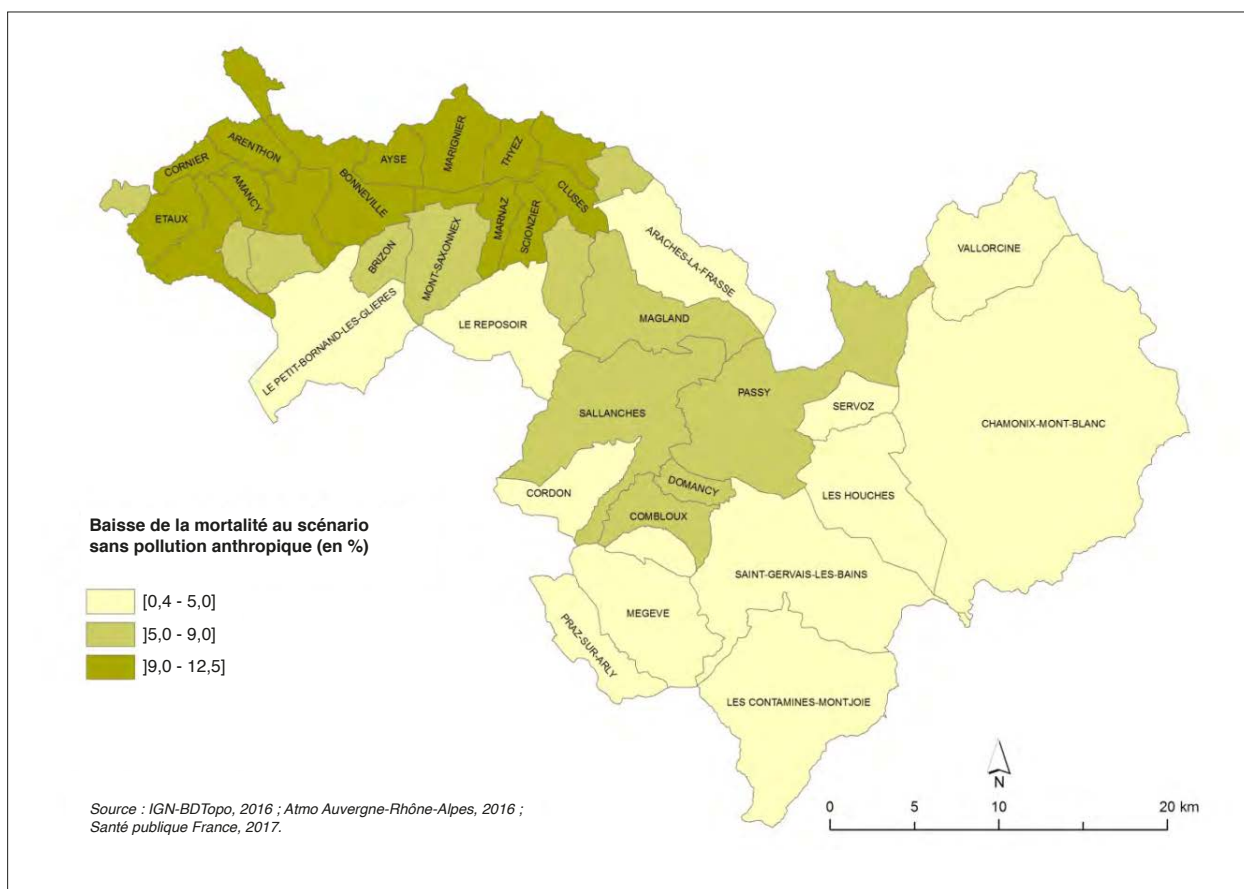 CORNIER
ARENTHON
AMANCY
ETAUX
BONNEVILLE
AYSE
MARIGNIER
THYEZ
CLUSES
MARNAZ
SCIONZIER
BRIZON
MONT-SAXONNEX
LE PETIT-BORNAND-LES-GLIERES
LE REPOSOIR
ARACHES-LA-FRASSE
MAGLAND
VALLORCINE
SALLANCHES
PASSY
SERVOZ
CHAMONIX-MONT-BLANC
CORDON
DOMANCY
COMBLOUX
LES HOUCHES
SAINT-GERVAIS-LES-BAINS
MEGEVE
PRAZ-SUR-ARLY
LES CONTAMINES-MONTJOIE
Baisse de la mortalité au scénario
sans pollution anthropique (en %)
[0,4 - 5,0]
]5,0 - 9,0]
]9,0 - 12,5]
N
0 5 10 20 km
Source : IGN-BDTopo, 2016 ; Atmo Auvergne-Rhône-Alpes, 2016 ;
Santé publique France, 2017.